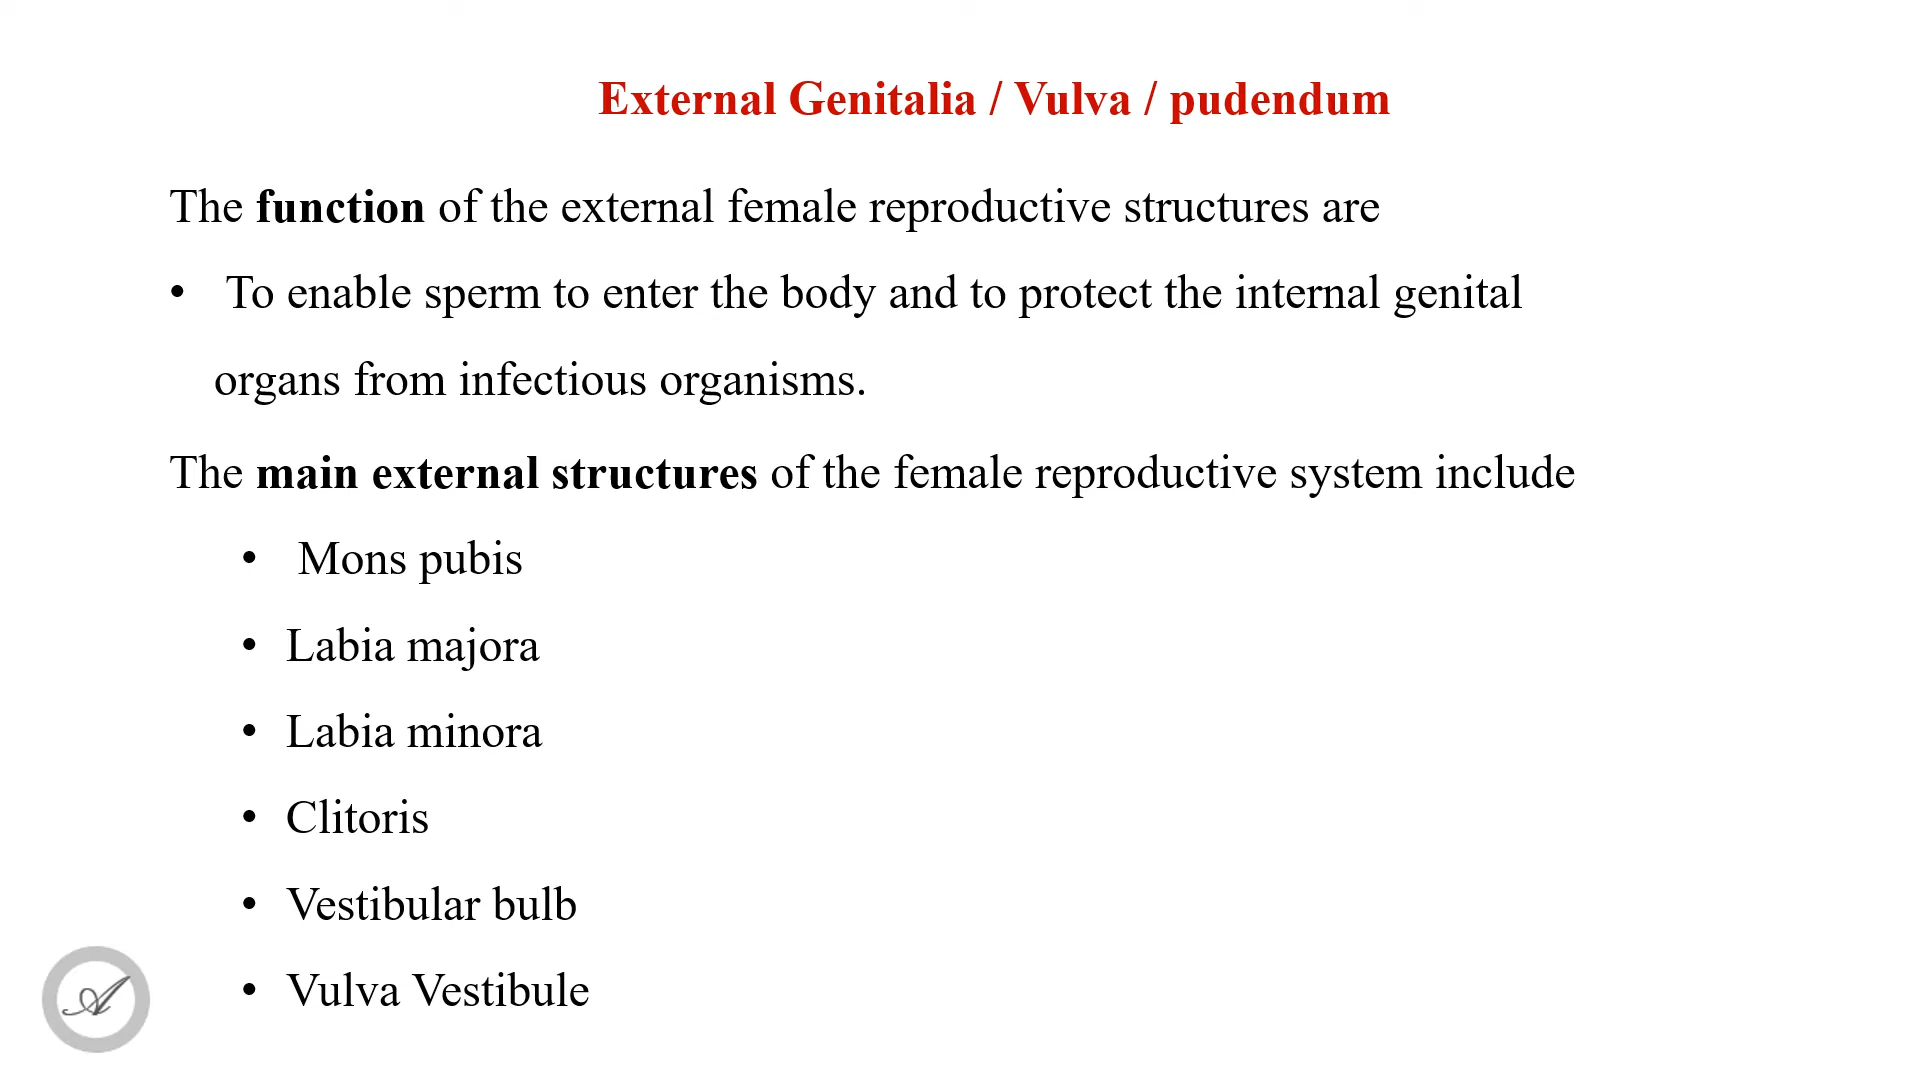 External Genitalia / Vulva / pudendum
The function of the external female reproductive structures are
• To enable sperm to enter the body and to protect the internal genital
organs from infectious organisms.
The main external structures of the female reproductive system include
• Mons pubis
• Labia majora
• Labia minora
• Clitoris
• Vestibular bulb
• Vulva Vestibule
A